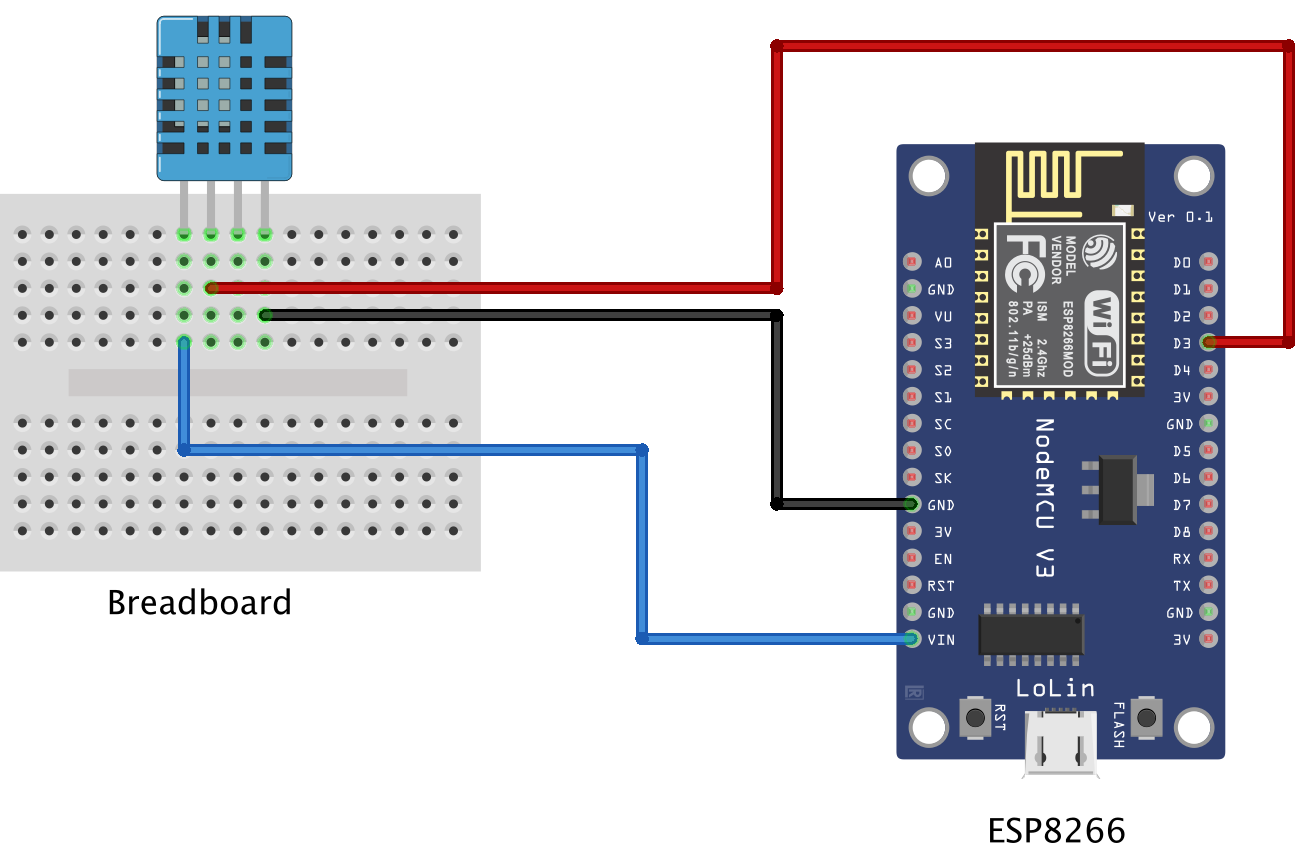 Ver 0.1
A0
GND
VU
S3
S2
S1
SC
S0
SK
GND
3V
EN
RST
GND
VIN
D0
D1
D2
D3
D4
3V
GND
D5
D6
D7
D8
RX
TX
GND
3V
MODEL
VENDOR
ESP8266MOD
ISM 2.4Ghz
PA +25dBm
802.11b/g/n
FC
Wi Fi
NodeMCU V3
LoLin
RST
FLASH
Breadboard
ESP8266